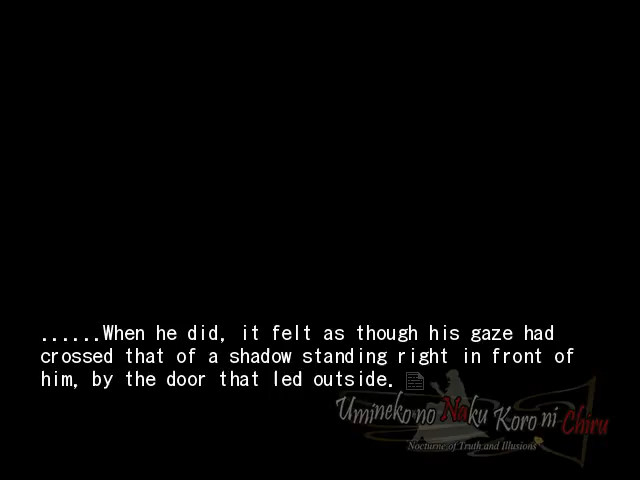 ......When he did, it felt as though his gaze had
crossed that of a shadow standing right in front of
him, by the door that led outside.
Umineko no Naku Koro ni Chiru
Nocturne of Truth and Illusions